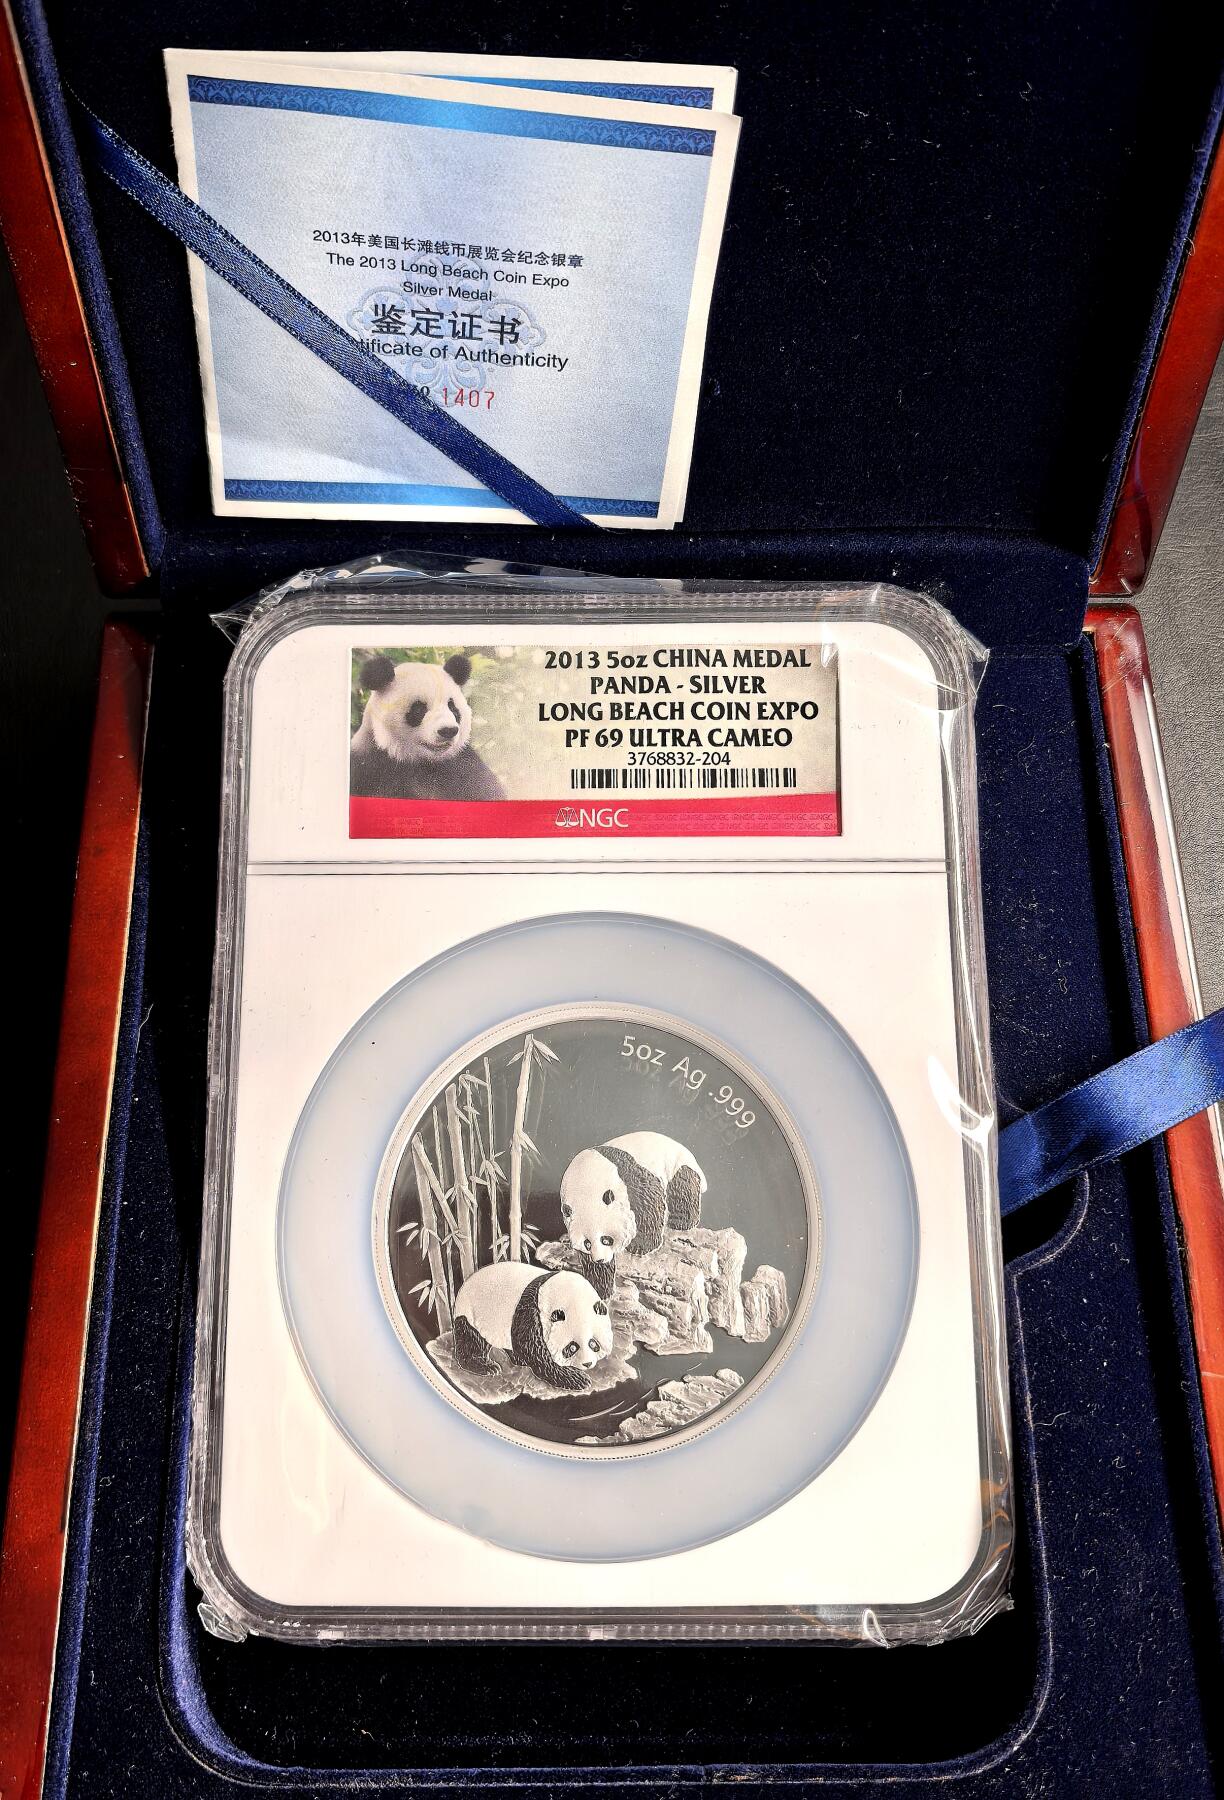 2013年美国长滩钱币展览会纪念银章
The 2013 Long Beach Coin Expo
Silver Medal
鉴定证书
tificate of Authenticity
1407
2013 5oz CHINA MEDAL
PANDA - SILVER
LONG BEACH COIN EXPO
PF 69 ULTRA CAMEO
3768832-204
NGC
5oz Ag .999